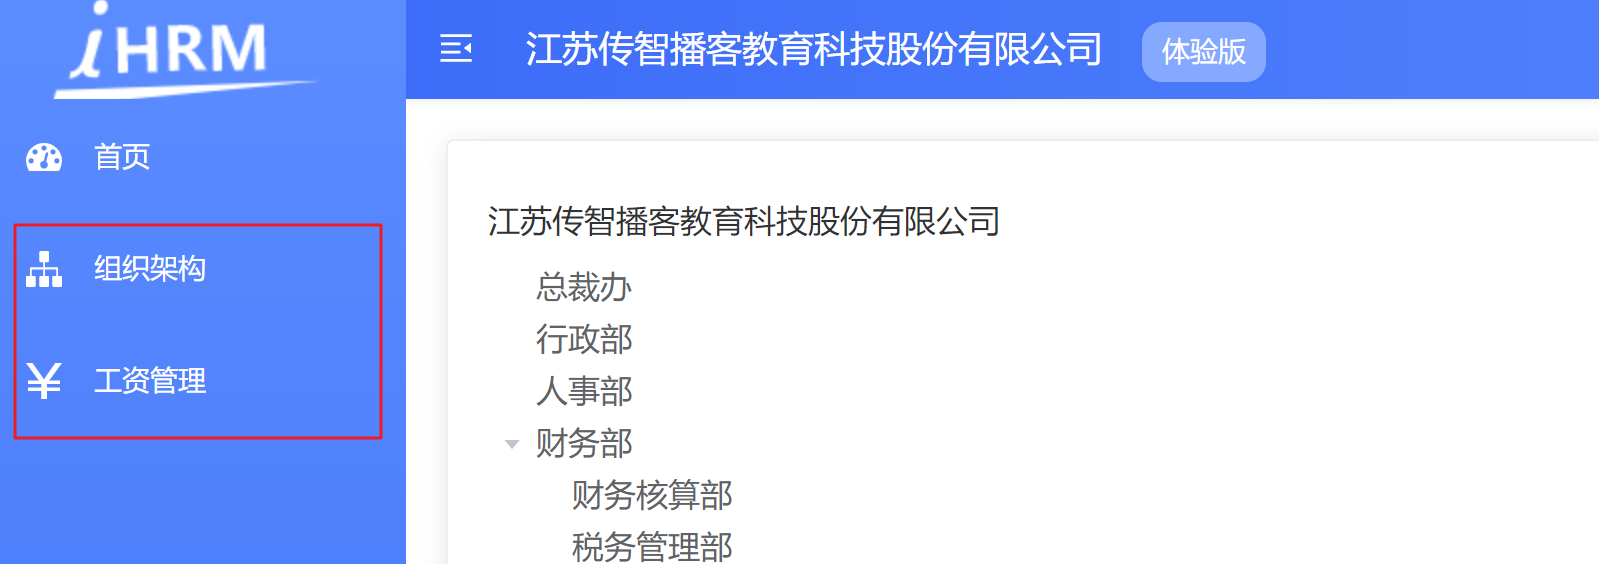 iHRM
江苏传智播客教育科技股份有限公司 体验版
首页
组织架构
工资管理
江苏传智播客教育科技股份有限公司
总裁办
行政部
人事部
财务部
财务核算部
税务管理部